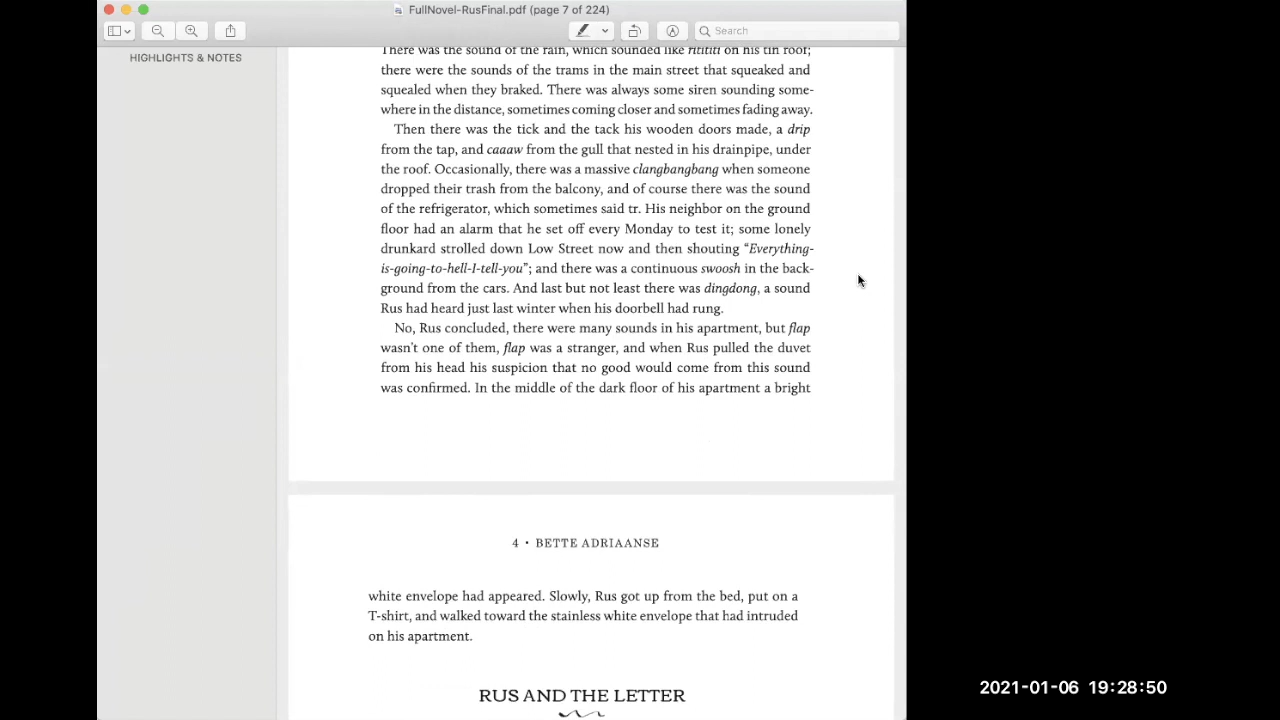 FullNovel-RusFinal.pdf (page 7 of 224)
Search
HIGHLIGHTS & NOTES
There was the sound of the rain, which sounded like ritititi on his tin roof;
there were the sounds of the trams in the main street that squeaked and
squealed when they braked. There was always some siren sounding some-
where in the distance, sometimes coming closer and sometimes fading away.
Then there was the tick and the tack his wooden doors made, a drip
from the tap, and caaaw from the gull that nested in his drainpipe, under
the roof. Occasionally, there was a massive clangbangbang when someone
dropped their trash from the balcony, and of course there was the sound
of the refrigerator, which sometimes said tr. His neighbor on the ground
floor had an alarm that he set off every Monday to test it; some lonely
drunkard strolled down Low Street now and then shouting “Everything-
is-going-to-hell-I-tell-you”; and there was a continuous swoosh in the back-
ground from the cars. And last but not least there was dingdong, a sound
Rus had heard just last winter when his doorbell had rung.
No, Rus concluded, there were many sounds in his apartment, but flap
wasn't one of them, flap was a stranger, and when Rus pulled the duvet
from his head his suspicion that no good would come from this sound
was confirmed. In the middle of the dark floor of his apartment a bright
4 • BETTE ADRIAANSE
white envelope had appeared. Slowly, Rus got up from the bed, put on a
T-shirt, and walked toward the stainless white envelope that had intruded
on his apartment.
RUS AND THE LETTER
2021-01-06 19:28:50